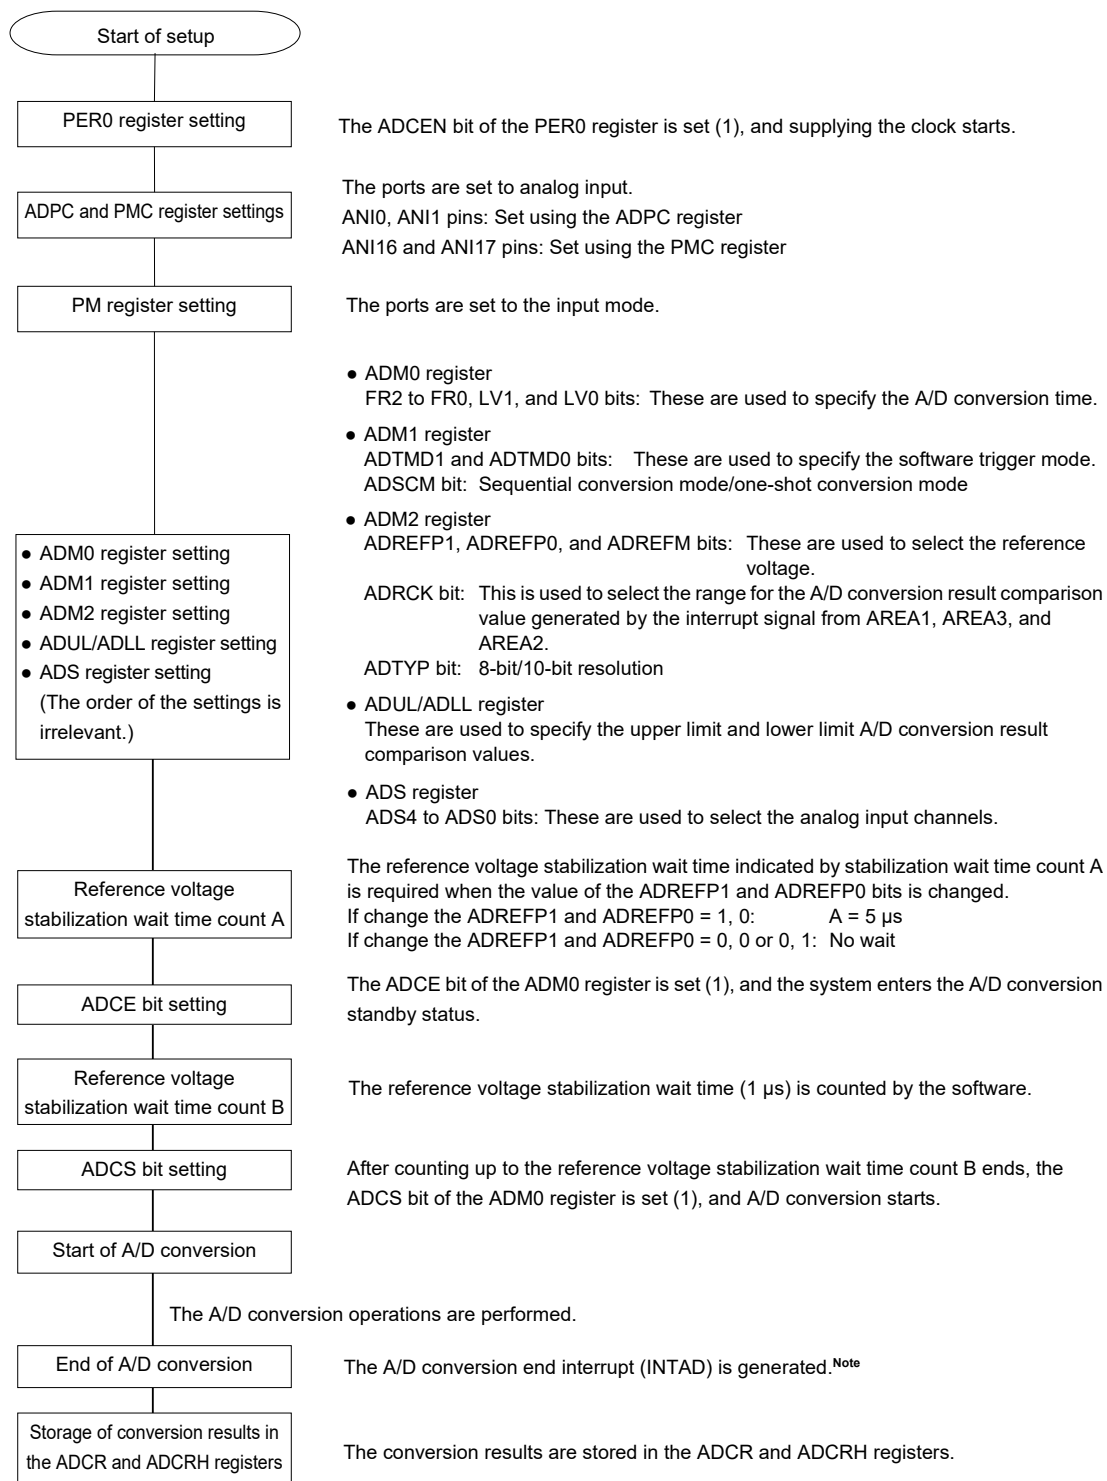 Start of setup
PER0 register setting
The ADCEN bit of the PER0 register is set (1), and supplying the clock starts.
ADPC and PMC register settings
The ports are set to analog input.
ANI0, ANI1 pins: Set using the ADPC register
ANI16 and ANI17 pins: Set using the PMC register
PM register setting
The ports are set to the input mode.
● ADM0 register setting
● ADM1 register setting
● ADM2 register setting
● ADUL/ADLL register setting
● ADS register setting
(The order of the settings is
irrelevant.)
● ADM0 register
FR2 to FR0, LV1, and LV0 bits: These are used to specify the A/D conversion time.
● ADM1 register
ADTMD1 and ADTMD0 bits: These are used to specify the software trigger mode.
ADSCM bit: Sequential conversion mode/one-shot conversion mode
● ADM2 register
ADREFP1, ADREFP0, and ADREFM bits: These are used to select the reference
voltage.
ADRCK bit: This is used to select the range for the A/D conversion result comparison
value generated by the interrupt signal from AREA1, AREA3, and
AREA2.
ADTYP bit: 8-bit/10-bit resolution
● ADUL/ADLL register
These are used to specify the upper limit and lower limit A/D conversion result
comparison values.
● ADS register
ADS4 to ADS0 bits: These are used to select the analog input channels.
Reference voltage
stabilization wait time count A
The reference voltage stabilization wait time indicated by stabilization wait time count A
is required when the value of the ADREFP1 and ADREFP0 bits is changed.
If change the ADREFP1 and ADREFP0 = 1, 0: A = 5 µs
If change the ADREFP1 and ADREFP0 = 0, 0 or 0, 1: No wait
ADCE bit setting
The ADCE bit of the ADM0 register is set (1), and the system enters the A/D conversion
standby status.
Reference voltage
stabilization wait time count B
The reference voltage stabilization wait time (1 µs) is counted by the software.
ADCS bit setting
After counting up to the reference voltage stabilization wait time count B ends, the
ADCS bit of the ADM0 register is set (1), and A/D conversion starts.
Start of A/D conversion
The A/D conversion operations are performed.
End of A/D conversion
The A/D conversion end interrupt (INTAD) is generated.Note
Storage of conversion results in
the ADCR and ADCRH registers
The conversion results are stored in the ADCR and ADCRH registers.